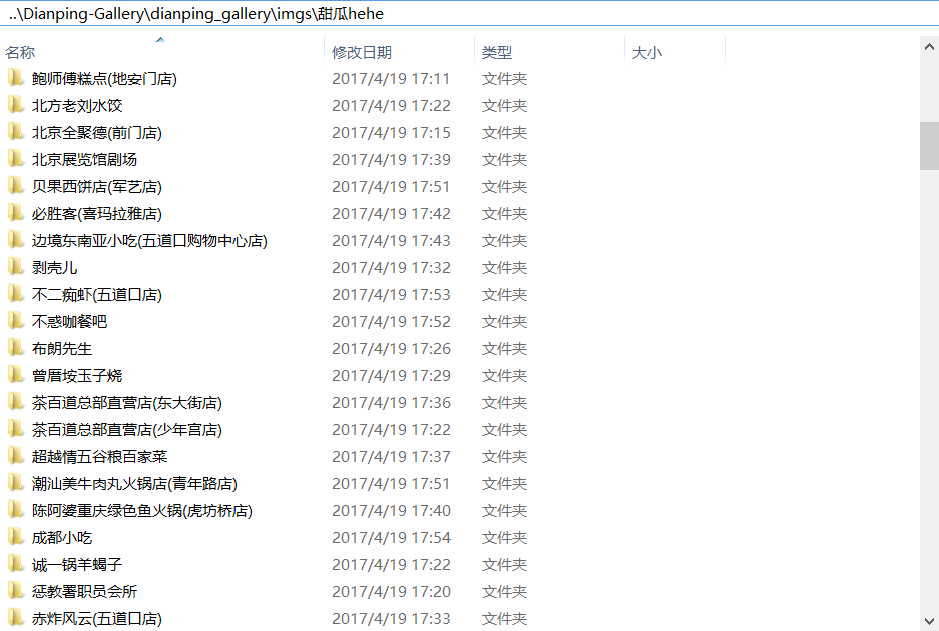 ..\Dianping-Gallery\dianping_gallery\imgs\甜瓜hehe
名称 修改日期 类型 大小
鲍师傅糕点(地安门店) 2017/4/19 17:11 文件夹
北方老刘水饺 2017/4/19 17:22 文件夹
北京全聚德(前门店) 2017/4/19 17:15 文件夹
北京展览馆剧场 2017/4/19 17:39 文件夹
贝果西饼店(军艺店) 2017/4/19 17:51 文件夹
必胜客(喜玛拉雅店) 2017/4/19 17:42 文件夹
边境东南亚小吃(五道口购物中心店) 2017/4/19 17:43 文件夹
剥壳儿 2017/4/19 17:32 文件夹
不二痴虾(五道口店) 2017/4/19 17:53 文件夹
不惑咖餐吧 2017/4/19 17:52 文件夹
布朗先生 2017/4/19 17:26 文件夹
曾厝垵玉子烧 2017/4/19 17:29 文件夹
茶百道总部直营店(东大街店) 2017/4/19 17:36 文件夹
茶百道总部直营店(少年宫店) 2017/4/19 17:22 文件夹
超越情五谷粮百家菜 2017/4/19 17:37 文件夹
潮汕美牛肉丸火锅店(青年路店) 2017/4/19 17:51 文件夹
陈阿婆重庆绿色鱼火锅(虎坊桥店) 2017/4/19 17:40 文件夹
成都小吃 2017/4/19 17:54 文件夹
诚一锅羊蝎子 2017/4/19 17:22 文件夹
惩教署职员会所 2017/4/19 17:20 文件夹
赤炸风云(五道口店) 2017/4/19 17:33 文件夹